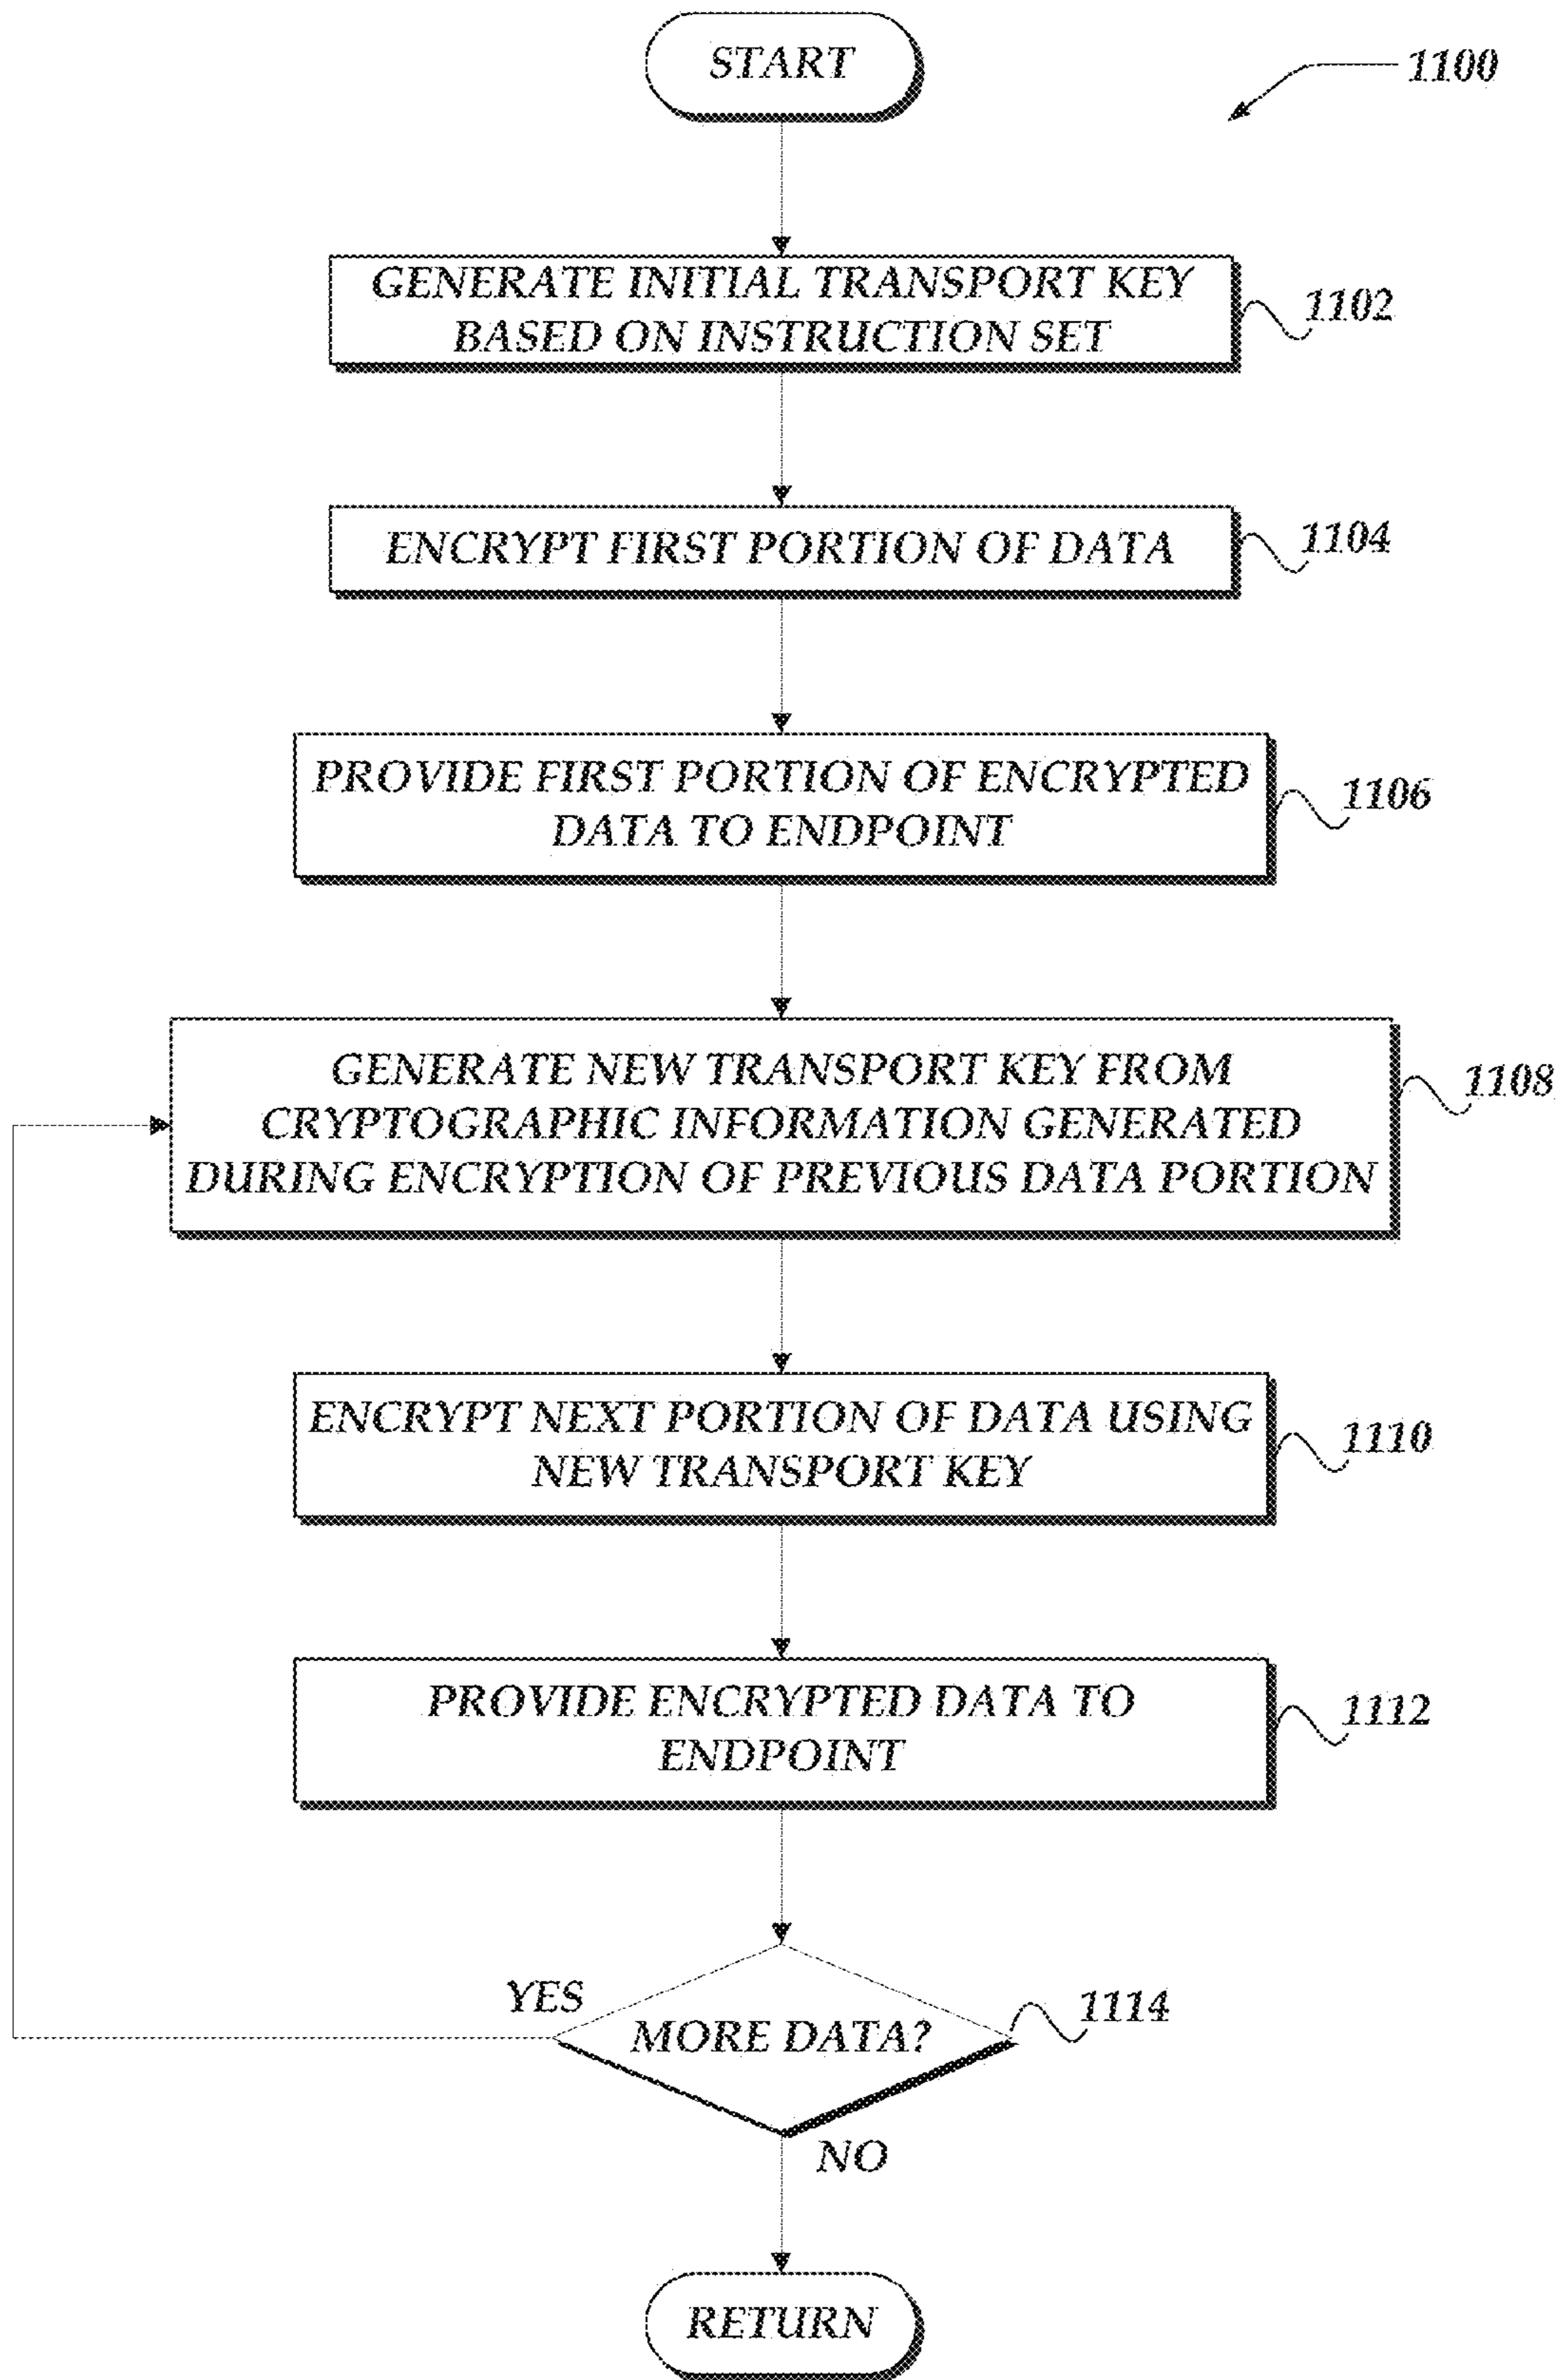 START
1100
GENERATE INITIAL TRANSPORT KEY
BASED ON INSTRUCTION SET
1102
ENCRYPT FIRST PORTION OF DATA
1104
PROVIDE FIRST PORTION OF ENCRYPTED
DATA TO ENDPOINT
1106
GENERATE NEW TRANSPORT KEY FROM
CRYPTOGRAPHIC INFORMATION GENERATED
DURING ENCRYPTION OF PREVIOUS DATA PORTION
1108
ENCRYPT NEXT PORTION OF DATA USING
NEW TRANSPORT KEY
1110
PROVIDE ENCRYPTED DATA TO
ENDPOINT
1112
YES
MORE DATA?
1114
NO
RETURN